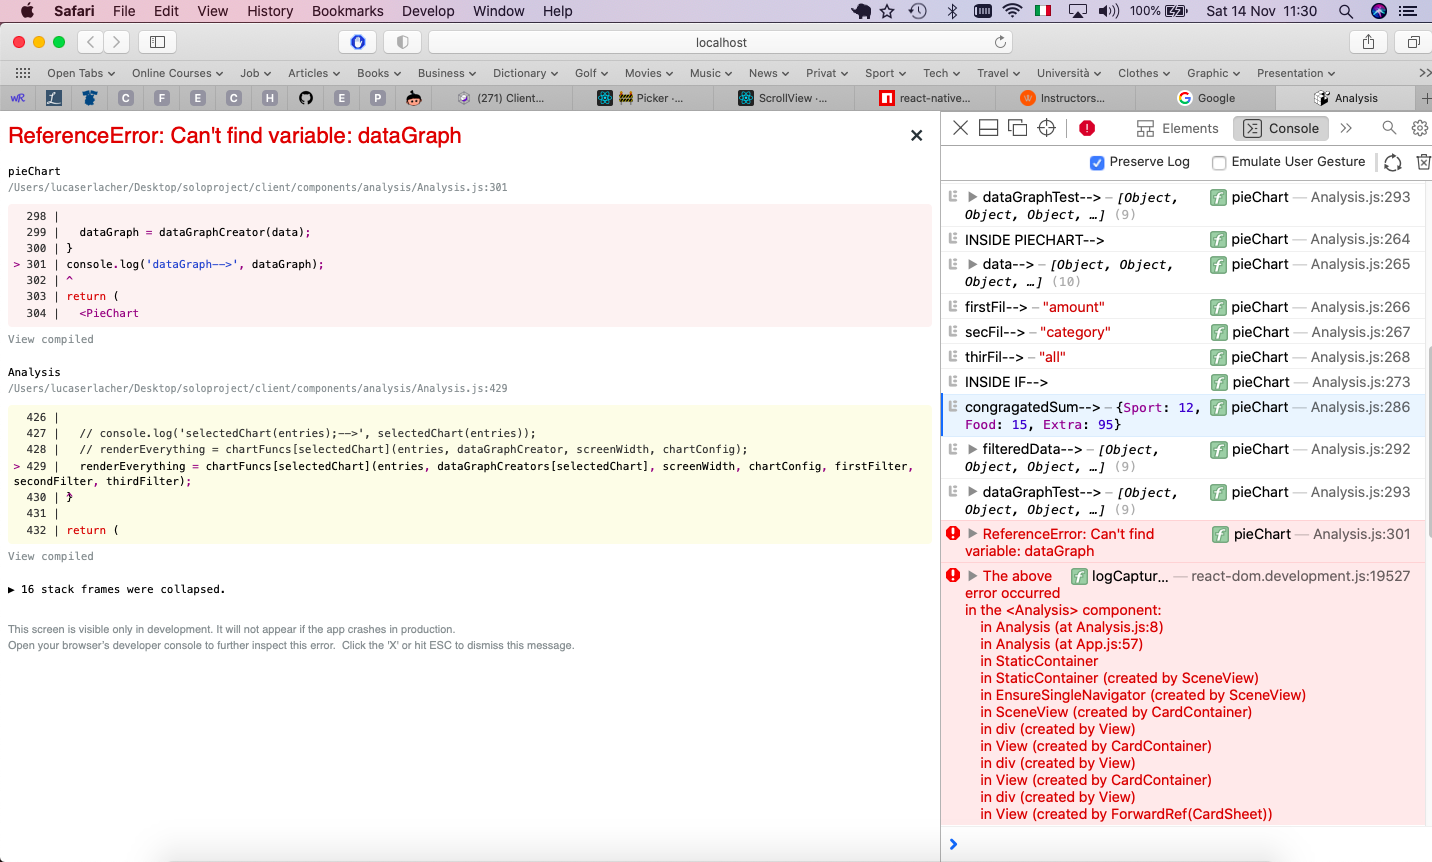 Safari File Edit View History Bookmarks Develop Window Help 100% Sat 14 Nov 11:30
localhost
Open Tabs Online Courses Job Articles Books Business Dictionary Golf Movies Music News Privat Sport Tech Travel Università Clothes Graphic Presentation
wR C F E C H E P (271) Client... Picker ·... ScrollView ·... react-native... Instructors... Google Analysis
ReferenceError: Can't find variable: dataGraph
pieChart
/Users/lucaserlacher/Desktop/soloproject/client/components/analysis/Analysis.js:301
298 |
299 | dataGraph = dataGraphCreator(data);
300 | }
> 301 | console.log('dataGraph-->', dataGraph);
302 | ^
303 | return (
304 | <PieChart
View compiled
Analysis
/Users/lucaserlacher/Desktop/soloproject/client/components/analysis/Analysis.js:429
426 |
427 | // console.log('selectedChart(entries);-->', selectedChart(entries));
428 | // renderEverything = chartFuncs[selectedChart](entries, dataGraphCreator, screenWidth, chartConfig);
> 429 | renderEverything = chartFuncs[selectedChart](entries, dataGraphCreators[selectedChart], screenWidth, chartConfig, firstFilter,
secondFilter, thirdFilter);
430 | }
431 |
432 | return (
View compiled
▶ 16 stack frames were collapsed.
This screen is visible only in development. It will not appear if the app crashes in production.
Open your browser's developer console to further inspect this error. Click the 'X' or hit ESC to dismiss this message.
Elements Console
Preserve Log Emulate User Gesture
dataGraphTest--> – [Object, pieChart — Analysis.js:293
Object, Object, …] (9)
INSIDE PIECHART--> pieChart — Analysis.js:264
data--> – [Object, Object, pieChart — Analysis.js:265
Object, …] (10)
firstFil--> – "amount" pieChart — Analysis.js:266
secFil--> – "category" pieChart — Analysis.js:267
thirFil--> – "all" pieChart — Analysis.js:268
INSIDE IF--> pieChart — Analysis.js:273
congragatedSum--> – {Sport: 12, pieChart — Analysis.js:286
Food: 15, Extra: 95}
filteredData--> – [Object, pieChart — Analysis.js:292
Object, Object, …] (9)
dataGraphTest--> – [Object, pieChart — Analysis.js:293
Object, Object, …] (9)
ReferenceError: Can't find pieChart — Analysis.js:301
variable: dataGraph
The above logCaptur... — react-dom.development.js:19527
error occurred
in the <Analysis> component:
in Analysis (at Analysis.js:8)
in Analysis (at App.js:57)
in StaticContainer
in StaticContainer (created by SceneView)
in EnsureSingleNavigator (created by SceneView)
in SceneView (created by CardContainer)
in div (created by View)
in View (created by CardContainer)
in div (created by View)
in View (created by CardContainer)
in div (created by View)
in View (created by ForwardRef(CardSheet))